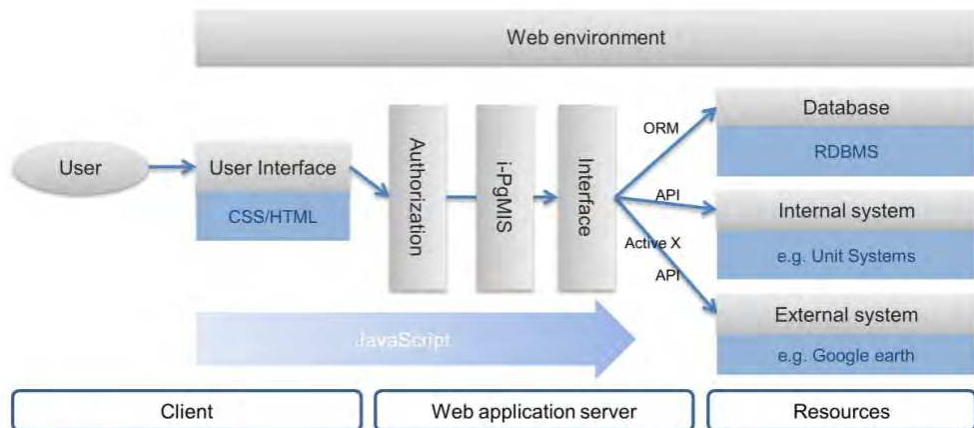 Web environment
User
User Interface
CSS/HTML
Authorization
i-PgMIS
Interface
ORM
API
Active X
API
Database
RDBMS
Internal system
e.g. Unit Systems
External system
e.g. Google earth
JavaScript
Client
Web application server
Resources